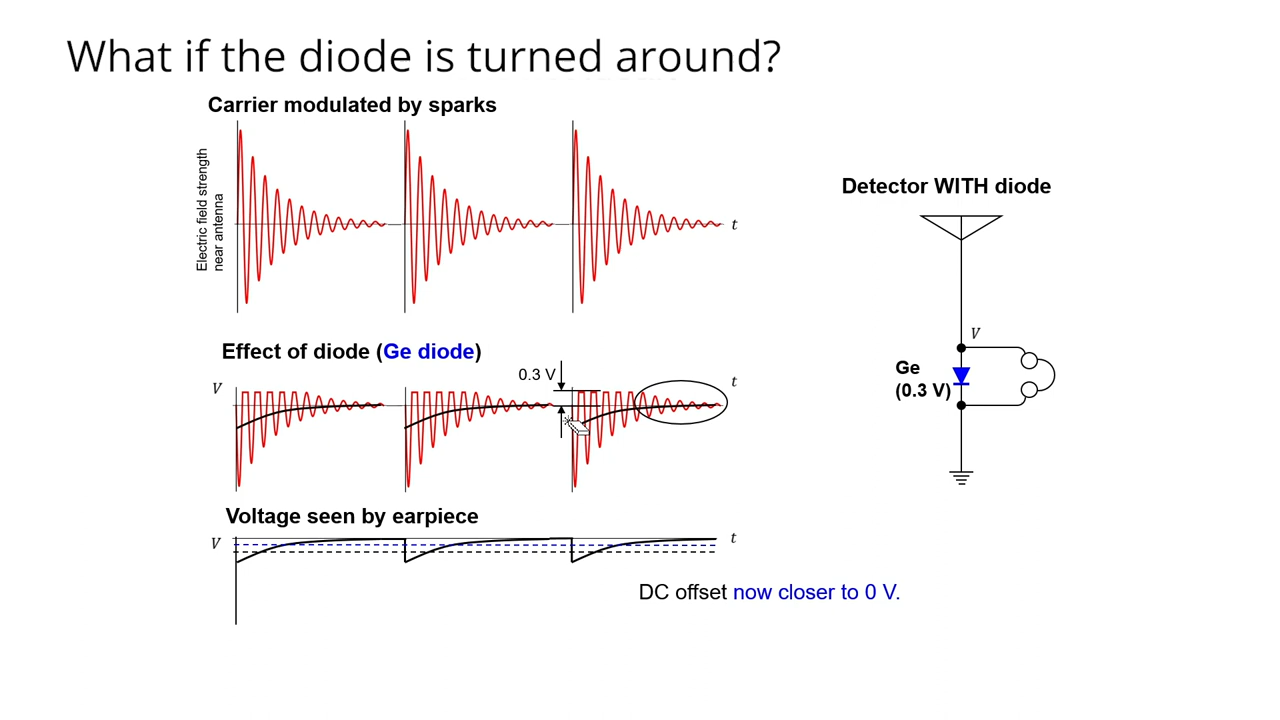 What if the diode is turned around?
Carrier modulated by sparks
Electric field strength
near antenna
t
Detector WITH diode
V
Ge
(0.3 V)
Effect of diode (Ge diode)
V
0.3 V
t
Voltage seen by earpiece
V
t
DC offset now closer to 0 V.